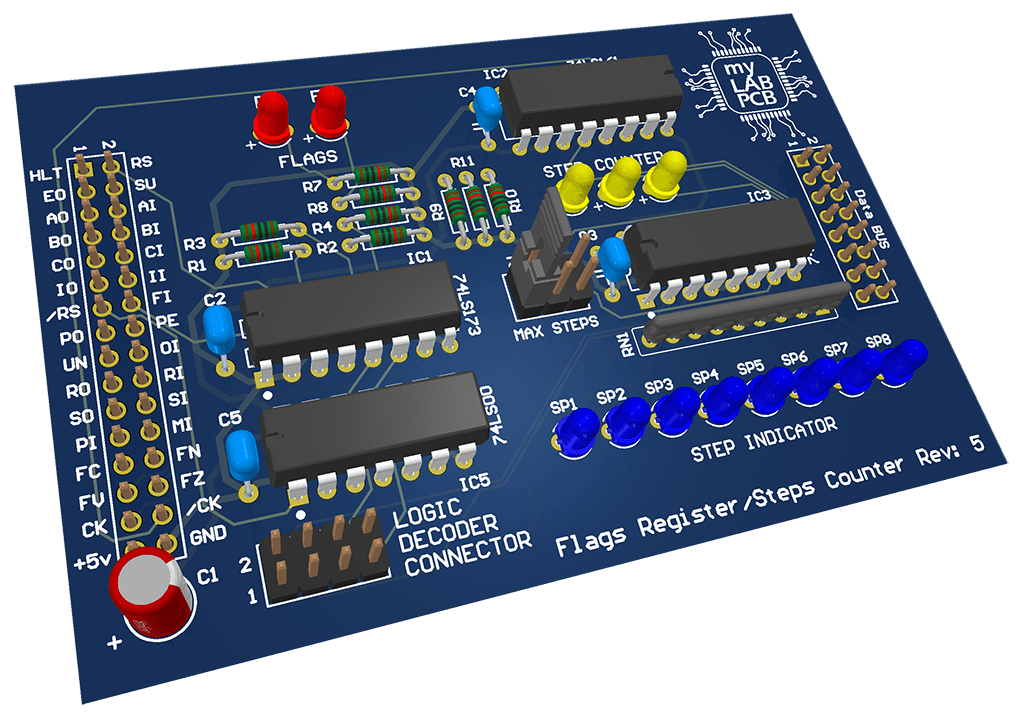 my
LAB
PCB
IC2
C4
FLAGS
R7
R8
R4
R2
R3
R1
R11
R9
R10
STEP COUNTER
IC3
C3
1
2
Data BUS
1
2
HLT
EO
AO
BO
CO
IO
/RS
PO
UN
RO
SO
PI
FC
FV
CK
+5v
RS
SU
AI
BI
CI
II
FI
PE
OI
RI
SI
MI
FN
FZ
/CK
GND
IC1
74LS173
C2
MAX STEPS
RN1
C5
74LS00
IC5
SP1
SP2
SP3
SP4
SP5
SP6
SP7
SP8
STEP INDICATOR
LOGIC
DECODER
CONNECTOR
2
1
C1
+
Flags Register/Steps Counter Rev: 5